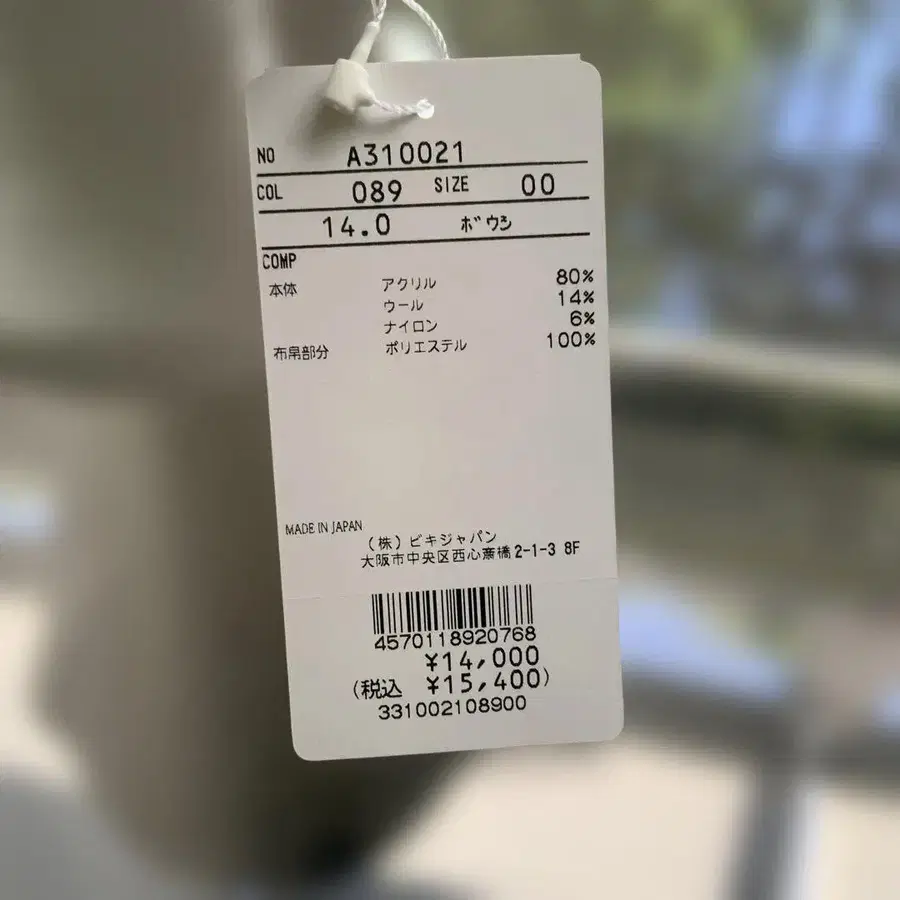 NO A310021
COL 089 SIZE 00
14.0 ボウシ
COMP
本体 アクリル 80%
ウール 14%
ナイロン 6%
布帛部分 ポリエステル 100%
MADE IN JAPAN
(株)ビキジャパン
大阪市中央区西心斎橋2-1-3 8F
4570118920768
¥14,000
(税込 ¥15,400)
331002108900